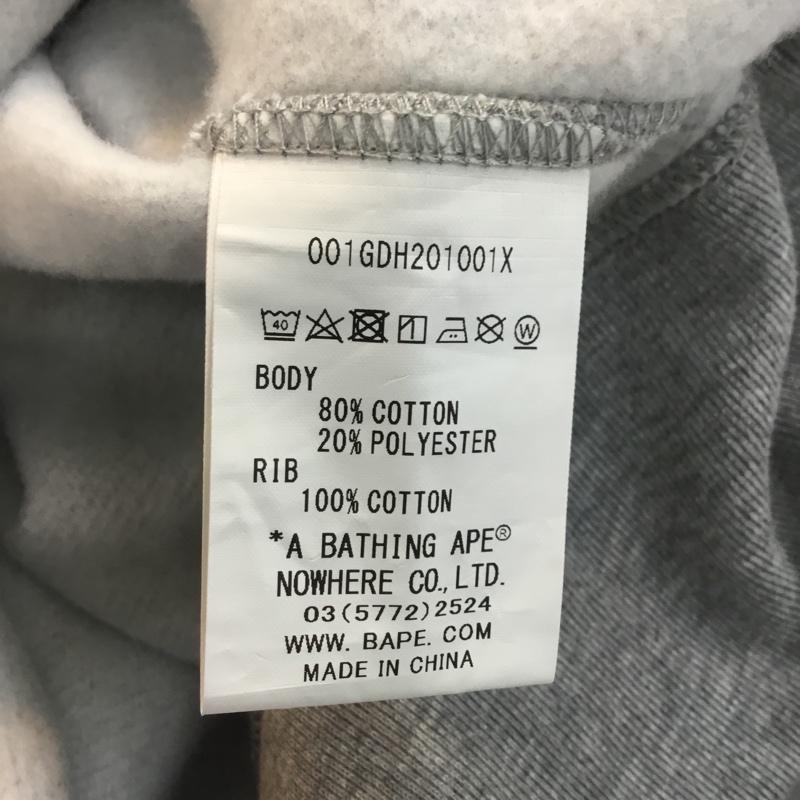 001GDH201001X
40 W
BODY
80% COTTON
20% POLYESTER
RIB
100% COTTON
*A BATHING APE®
NOWHERE CO., LTD.
03(5772)2524
WWW. BAPE. COM
MADE IN CHINA